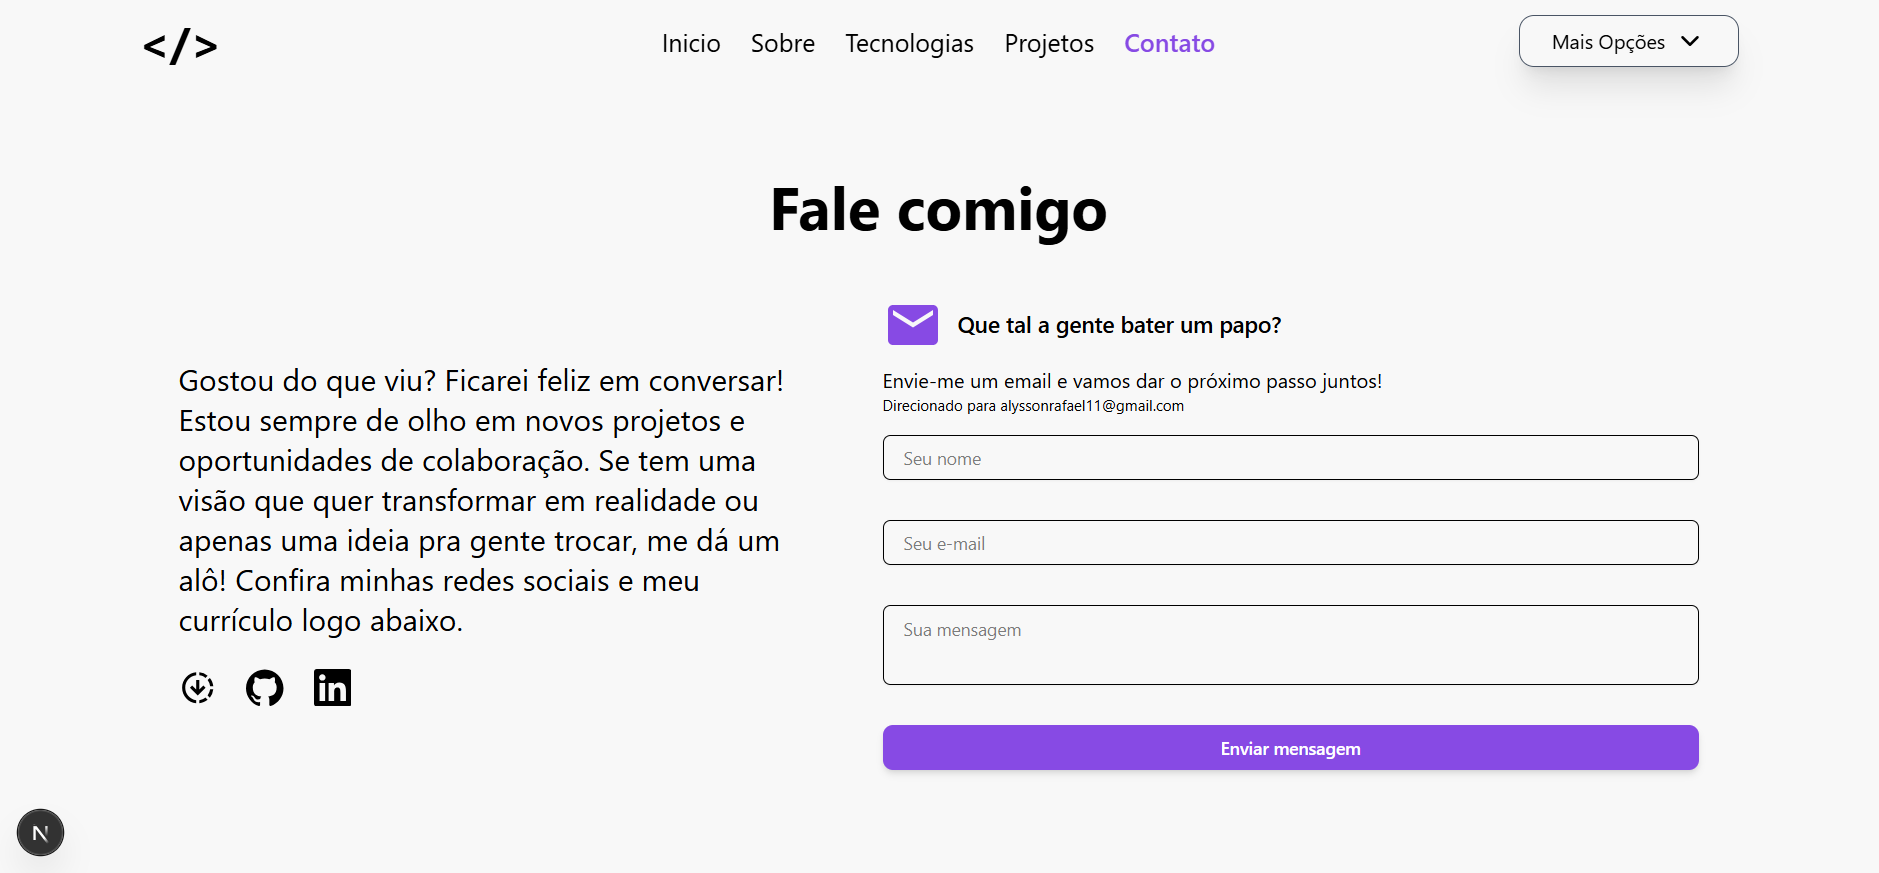 </>
Inicio Sobre Tecnologias Projetos Contato
Mais Opções
Fale comigo
Gostou do que viu? Ficarei feliz em conversar!
Estou sempre de olho em novos projetos e
oportunidades de colaboração. Se tem uma
visão que quer transformar em realidade ou
apenas uma ideia pra gente trocar, me dá um
alô! Confira minhas redes sociais e meu
currículo logo abaixo.
in
Que tal a gente bater um papo?
Envie-me um email e vamos dar o próximo passo juntos!
Direcionado para alyssonrafael11@gmail.com
Seu nome
Seu e-mail
Sua mensagem
Enviar mensagem
N